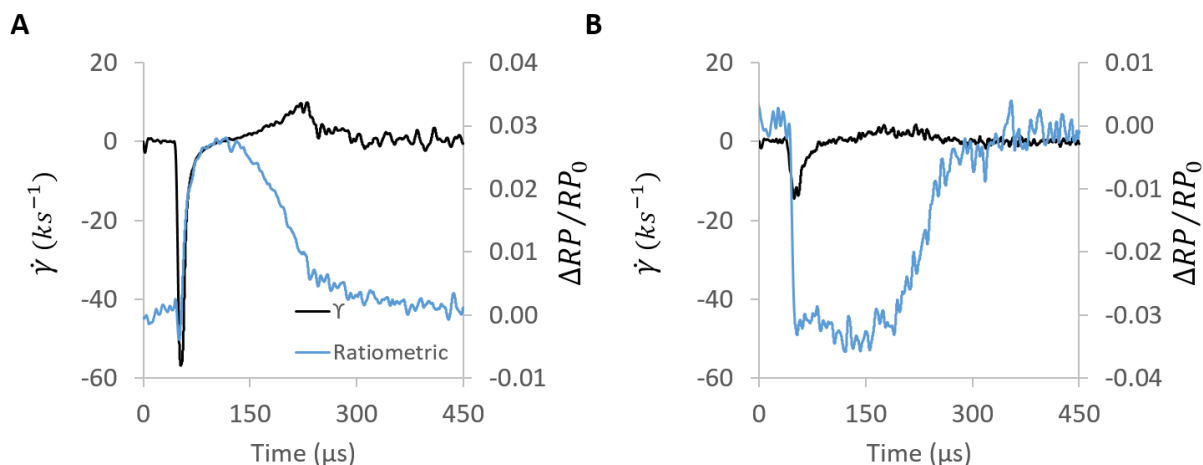 A
20
0
-20
-40
-60
γ̇ (ks⁻¹)
0.04
0.03
0.02
0.01
0.00
-0.01
ΔRP/RP₀
ϒ
Ratiometric
0 150 300 450
Time (μs)
B
20
0
-20
-40
-60
γ̇ (ks⁻¹)
0.01
0.00
-0.01
-0.02
-0.03
-0.04
ΔRP/RP₀
0 150 300 450
Time (μs)